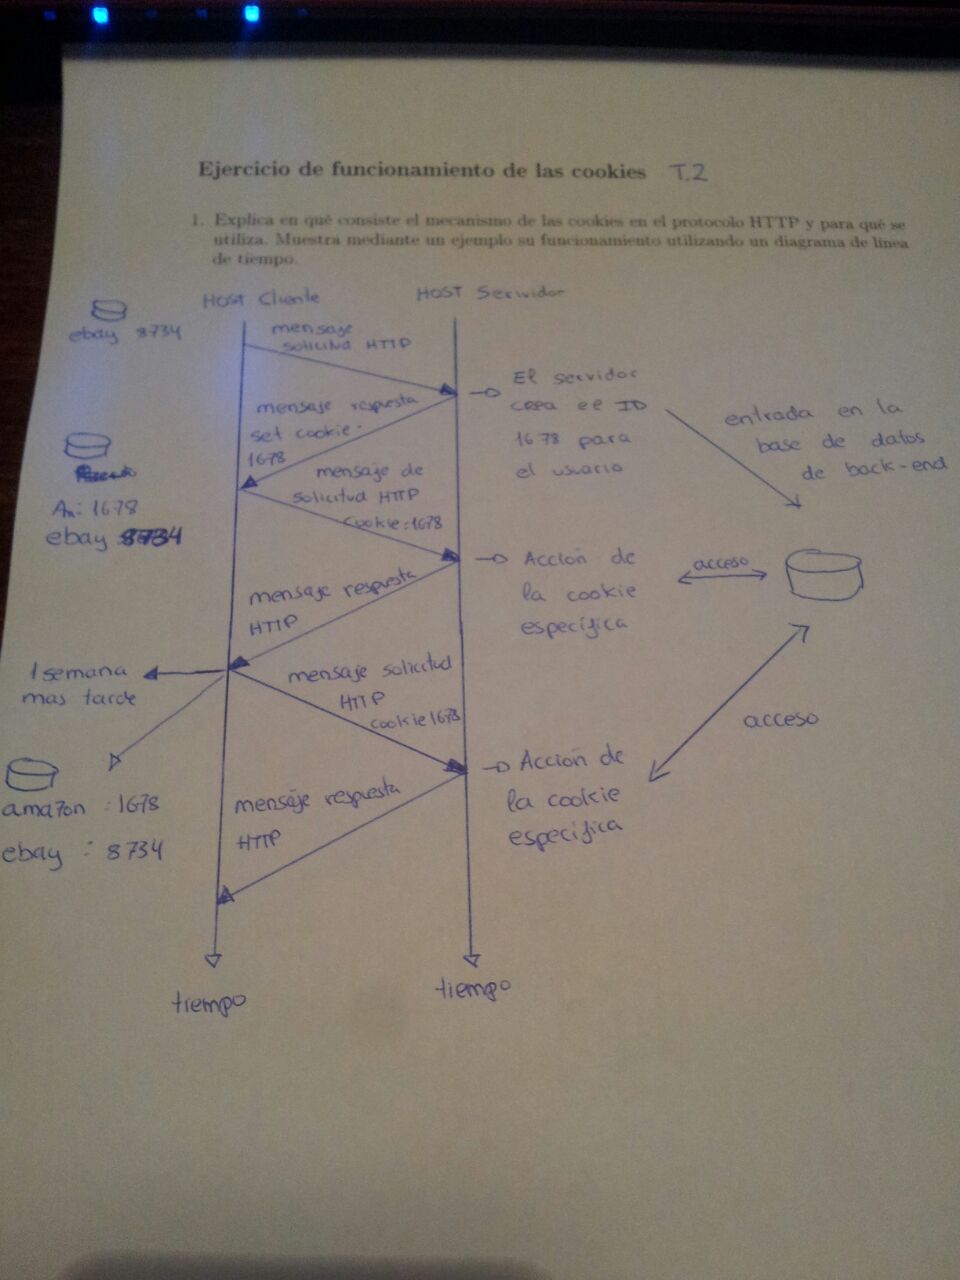 Ejercicio de funcionamiento de las cookies T.2
1. Explica en qué consiste el mecanismo de las cookies en el protocolo HTTP y para qué se
utiliza. Muestra mediante un ejemplo su funcionamiento utilizando un diagrama de línea
de tiempo.
HOST Cliente
HOST Servidor
ebay 8734
mensaje
solicitud HTTP
El servidor
crea el ID
1678 para
el usuario
entrada en la
base de datos
de back-end
mensaje respuesta
set cookie:
1678
An: 1678
ebay 8734
mensaje de
solicitud HTTP
Cookie:1678
Acción de
la cookie
específica
acceso
mensaje respuesta
HTTP
1 semana
mas tarde
mensaje solicitud
HTTP
cookie 1678
acceso
Acción de
la cookie
específica
amazon : 1678
ebay : 8734
mensaje respuesta
HTTP
tiempo
tiempo